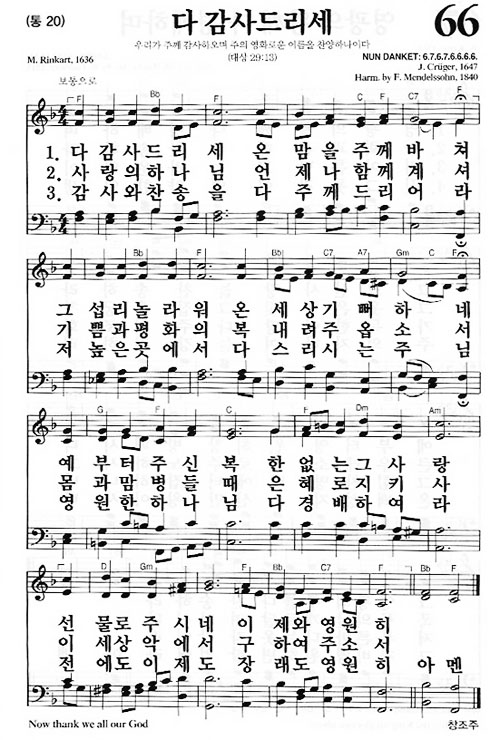 (통 20)
다 감사드리세
66
우리가 주께 감사하오며 주의 영화로운 이름을 찬양하나이다
(대상 29:13)
M. Rinkart, 1636
NUN DANKET: 6.7.6.7.6.6.6.6.
J. Crüger, 1647
Harm. by F. Mendelssohn, 1840
보통으로
F Bb F C F C7 F
1. 다 감 사 드 리 세 온 맘 을 주 께 바 쳐
2. 사 랑 의 하 나 님 언 제 나 함 께 계 셔
3. 감 사 와 찬 송 을 다 주 께 드 리 어 라
Bb F Bb C7 A7 Gm C F
그 섭 리 놀 라 워 온 세 상 기 뻐 하 네
기 쁨 과 평 화 의 복 내 려 주 옵 소 서
저 높 은 곳 에 서 다 스 리 시 는 주 님
G F C F Dm Am
예 부 터 주 신 복 한 없 는 그 사 랑
몸 과 맘 병 들 때 은 혜 로 지 키 사
영 원 한 하 나 님 다 경 배 하 여 라
D Gm F Bb C7 F Bb F
선 물 로 주 시 네 이 제 와 영 원 히
이 세 상 악 에 서 구 하 여 주 소 서
전 에 도 이 제 도 장 래 도 영 원 히 아 멘
Now thank we all our God
창조주